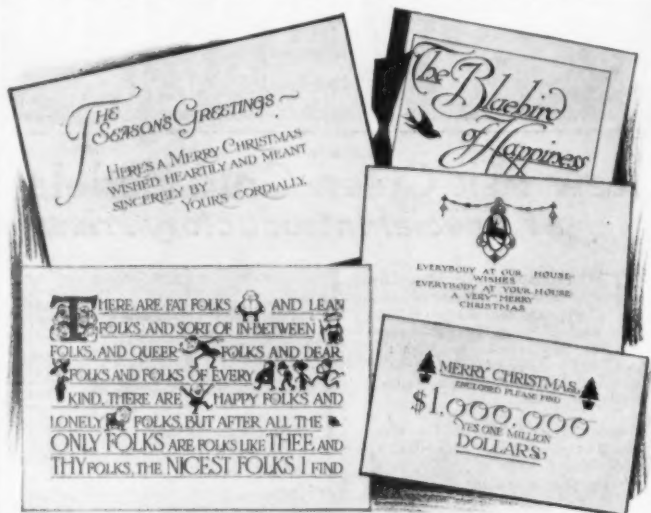 THE
SEASON'S GREETINGS~
HERE'S A MERRY CHRISTMAS
WISHED HEARTILY AND MEANT
SINCERELY BY
YOURS CORDIALLY.
The Bluebird
of Happiness
EVERYBODY AT OUR HOUSE
WISHES
EVERYBODY AT YOUR HOUSE
A VERY MERRY
CHRISTMAS
THERE ARE FAT FOLKS AND LEAN
FOLKS AND SORT OF IN-BETWEEN
FOLKS, AND QUEER FOLKS AND DEAR
FOLKS AND FOLKS OF EVERY
KIND, THERE ARE HAPPY FOLKS AND
LONELY FOLKS, BUT AFTER ALL THE
ONLY FOLKS ARE FOLKS LIKE THEE AND
THY FOLKS, THE NICEST FOLKS I FIND
MERRY CHRISTMAS,
ENCLOSED PLEASE FIND
$1,000,000
YES ONE MILLION
DOLLARS,